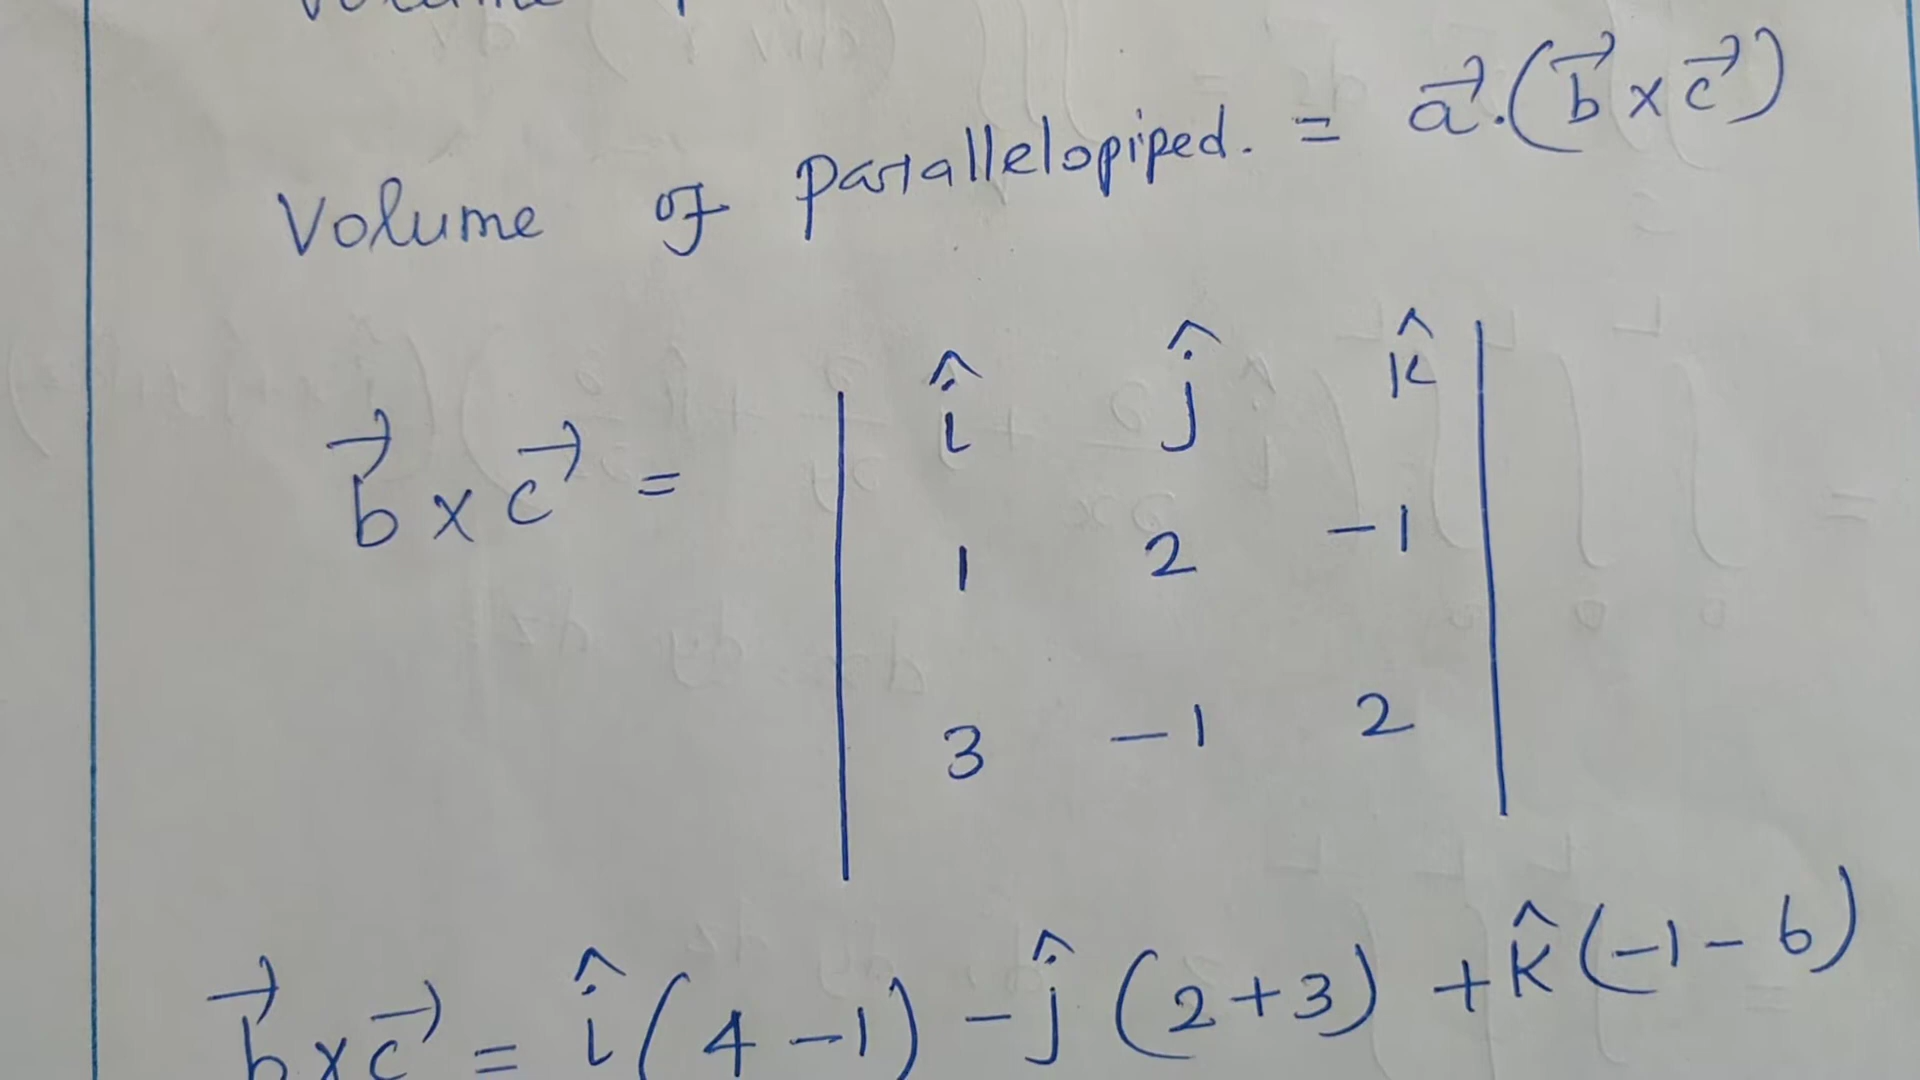 Volume of parallelopiped. = a⃗.(b⃗ x c⃗)
î ĵ k̂
b⃗ x c⃗ =
1 2 -1
3 -1 2
b⃗ x c⃗ = î(4-1) - ĵ(2+3) + k̂(-1-6)